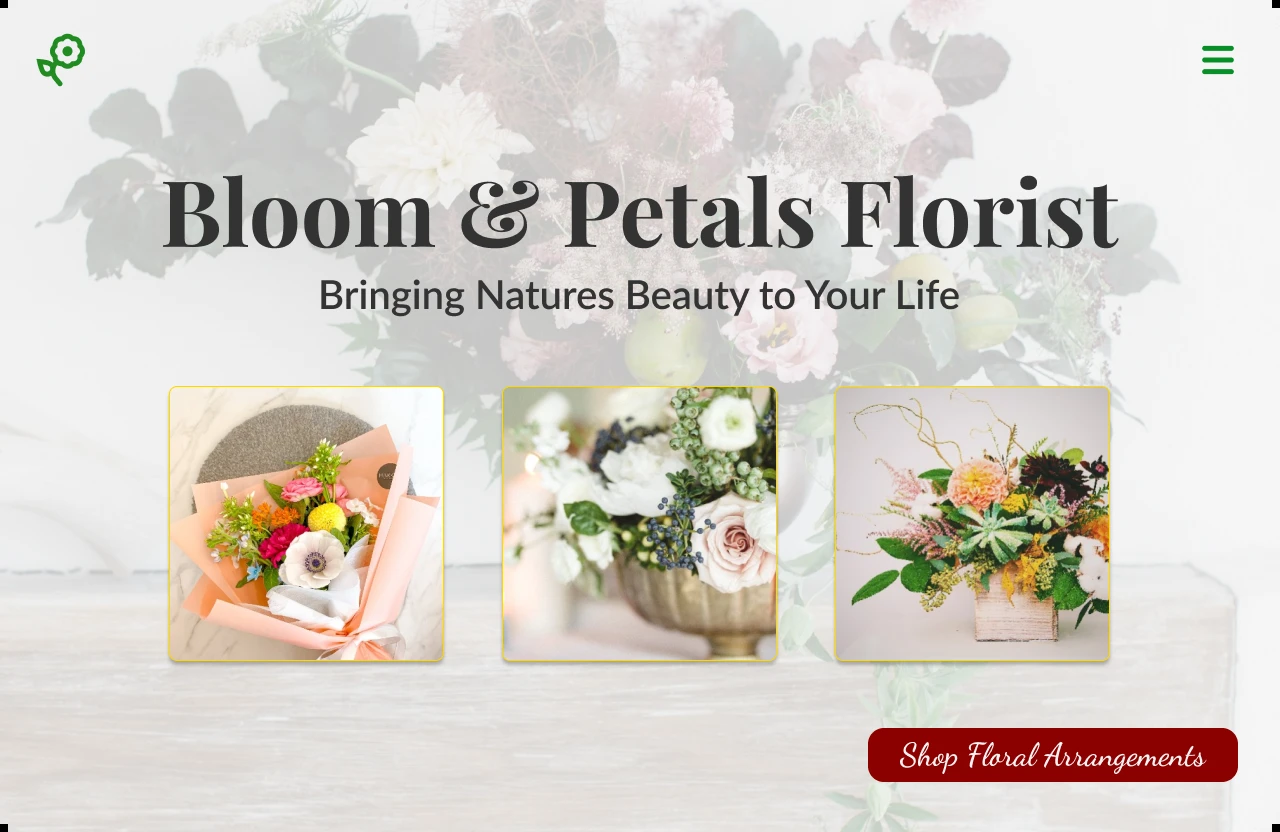 Bloom & Petals Florist
Bringing Natures Beauty to Your Life
Shop Floral Arrangements